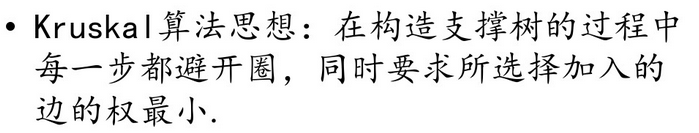 • Kruskal算法思想：在构造支撑树的过程中
每一步都避开圈，同时要求所选择加入的
边的权最小.